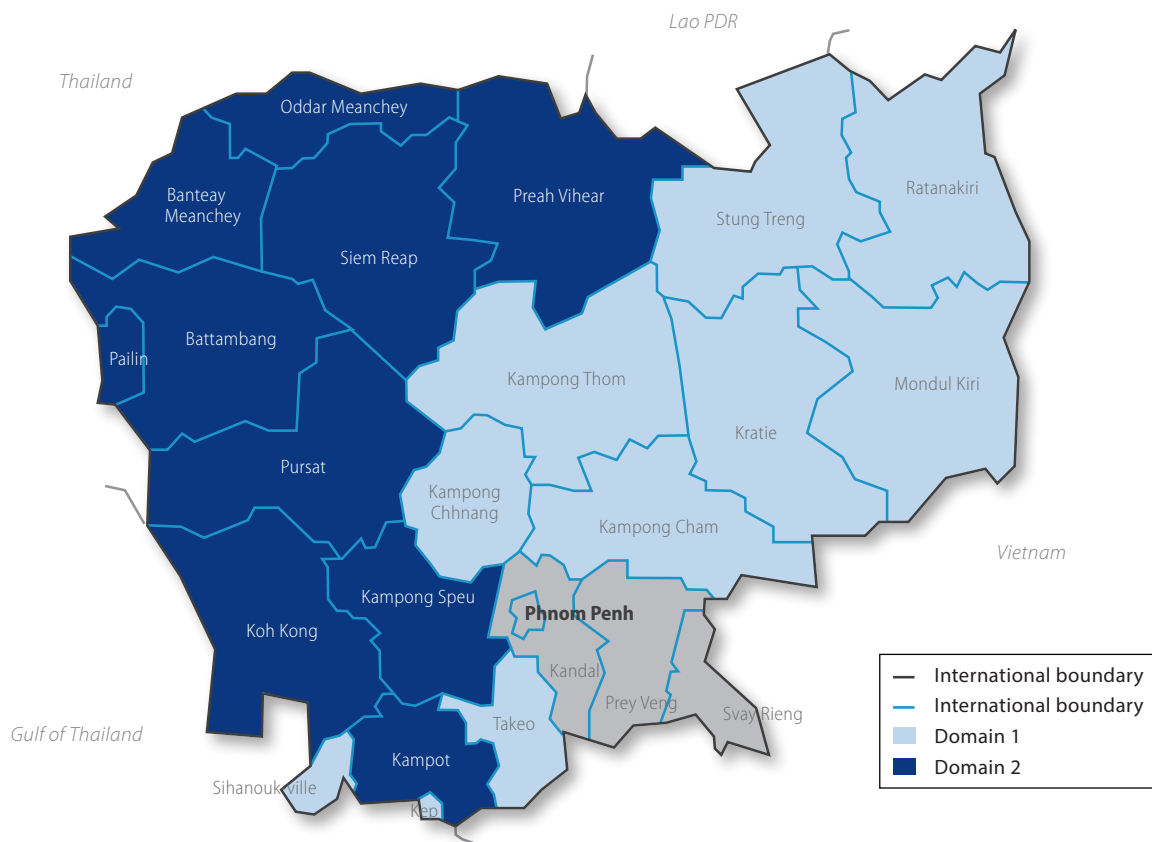 Lao PDR
Thailand
Oddar Meanchey
Banteay
Meanchey
Preah Vihear
Ratanakiri
Stung Treng
Siem Reap
Battambang
Pailin
Kampong Thom
Mondul Kiri
Kratie
Pursat
Kampong
Chhnang
Kampong Cham
Vietnam
Kampong Speu
Phnom Penh
Koh Kong
Kandal
Prey Veng
Svay Rieng
Takeo
Gulf of Thailand
Kampot
Sihanouk-ville
Kep
International boundary
International boundary
Domain 1
Domain 2